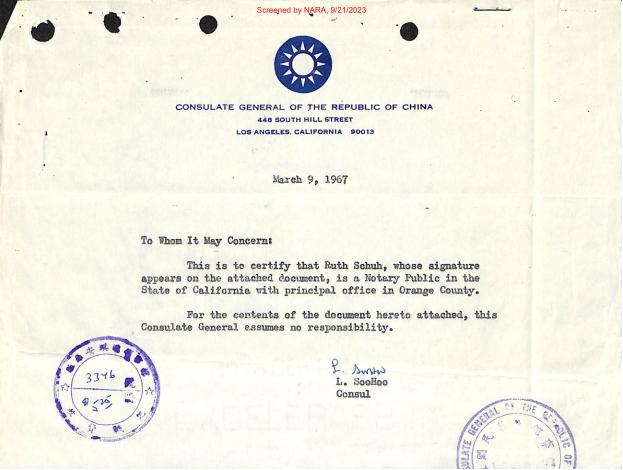 Screened by NARA, 9/21/2023
CONSULATE GENERAL OF THE REPUBLIC OF CHINA
448 SOUTH HILL STREET
LOS ANGELES, CALIFORNIA 90013
March 9, 1967
To Whom It May Concern:
This is to certify that Ruth Schuh, whose signature
appears on the attached document, is a Notary Public in the
State of California with principal office in Orange County.
For the contents of the document hereto attached, this
Consulate General assumes no responsibility.
L. SooHoo
L. SooHoo
Consul
3346
GENERAL OF THE REPUBLIC OF